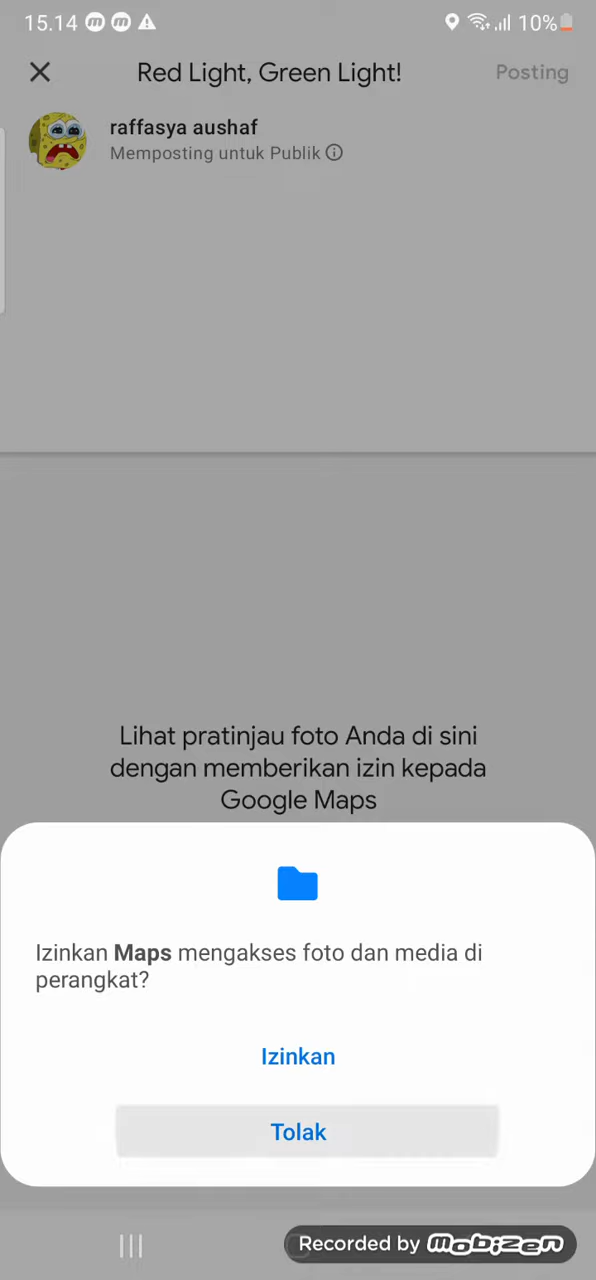 15.14
10%
Red Light, Green Light!
Posting
raffasya aushaf
Memposting untuk Publik
Lihat pratinjau foto Anda di sini
dengan memberikan izin kepada
Google Maps
Izinkan Maps mengakses foto dan media di
perangkat?
Izinkan
Tolak
Recorded by mobizen